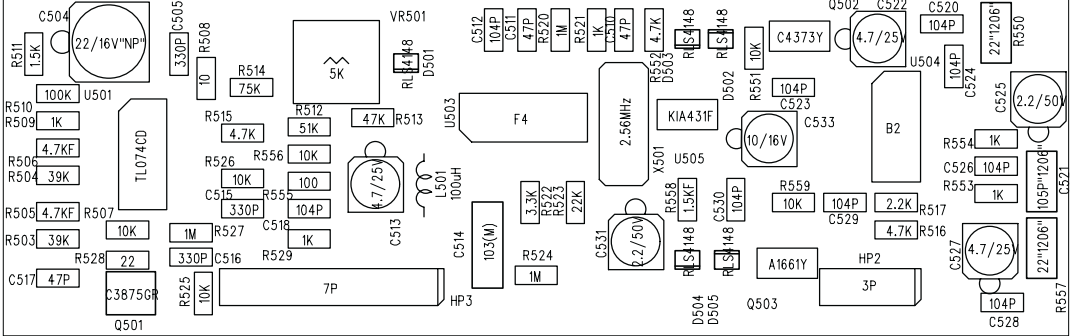 C504
C505
R508
VR501
C512
C511
R520
R521
C510
Q502
C522
C520
R550
R511
1.5K
22/16V"NP"
330P
10
5K
RLS4148
D501
104P
47P
1M
1K
47P
4.7K
R552
RLS4148
D503
RLS4148
D502
10K
R551
C4373Y
4.7/25V
104P
22"1206"
U504
104P
C524
C525
100K
U501
R514
75K
104P
C523
2.2/50V
R510
R509
1K
R515
4.7K
R512
51K
47K
R513
U503
F4
2.56MHz
X501
KIA431F
C533
10/16V
B2
R554
1K
TL074CD
4.7KF
R506
R504
39K
R526
10K
R556
10K
100
4.7/25V
L501
100uH
U505
C526
104P
105P"1206"
C521
C515
330P
R555
104P
3.3K
R522
R523
22K
R558
1.5KF
C530
104P
R559
10K
104P
C529
2.2K
R517
R553
1K
R505
4.7KF
R507
10K
1M
R527
C518
1K
R529
C513
C514
103(M)
C531
2.2/50V
4.7K
R516
C527
4.7/25V
22"1206"
R557
R503
39K
R528
22
330P
C516
R524
1M
RLS4148
D504
RLS4148
D505
A1661Y
Q503
HP2
3P
C517
47P
C3875GR
Q501
R525
10K
7P
HP3
104P
C528